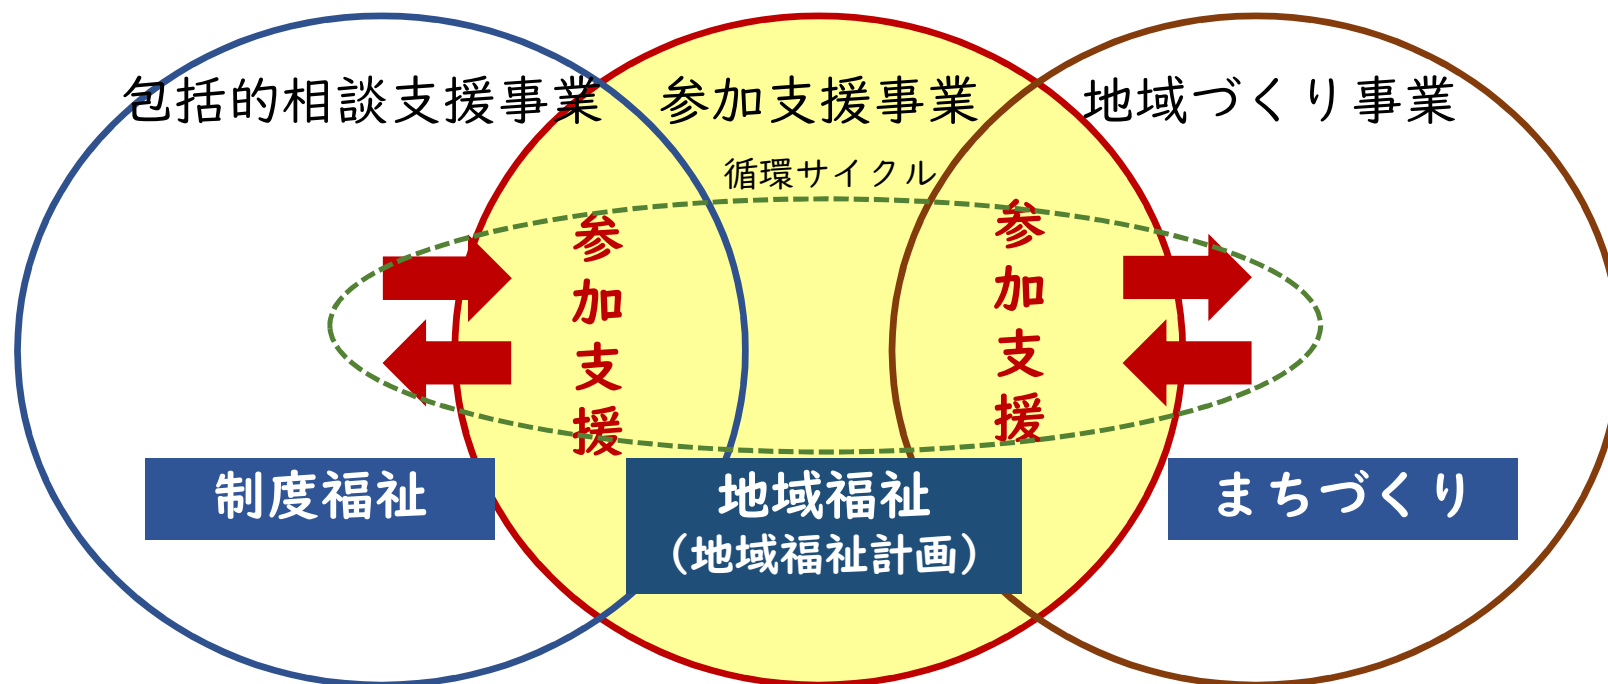 包括的相談支援事業
参加支援事業
地域づくり事業
循環サイクル
参加支援
参加支援
制度福祉
地域福祉
（地域福祉計画）
まちづくり